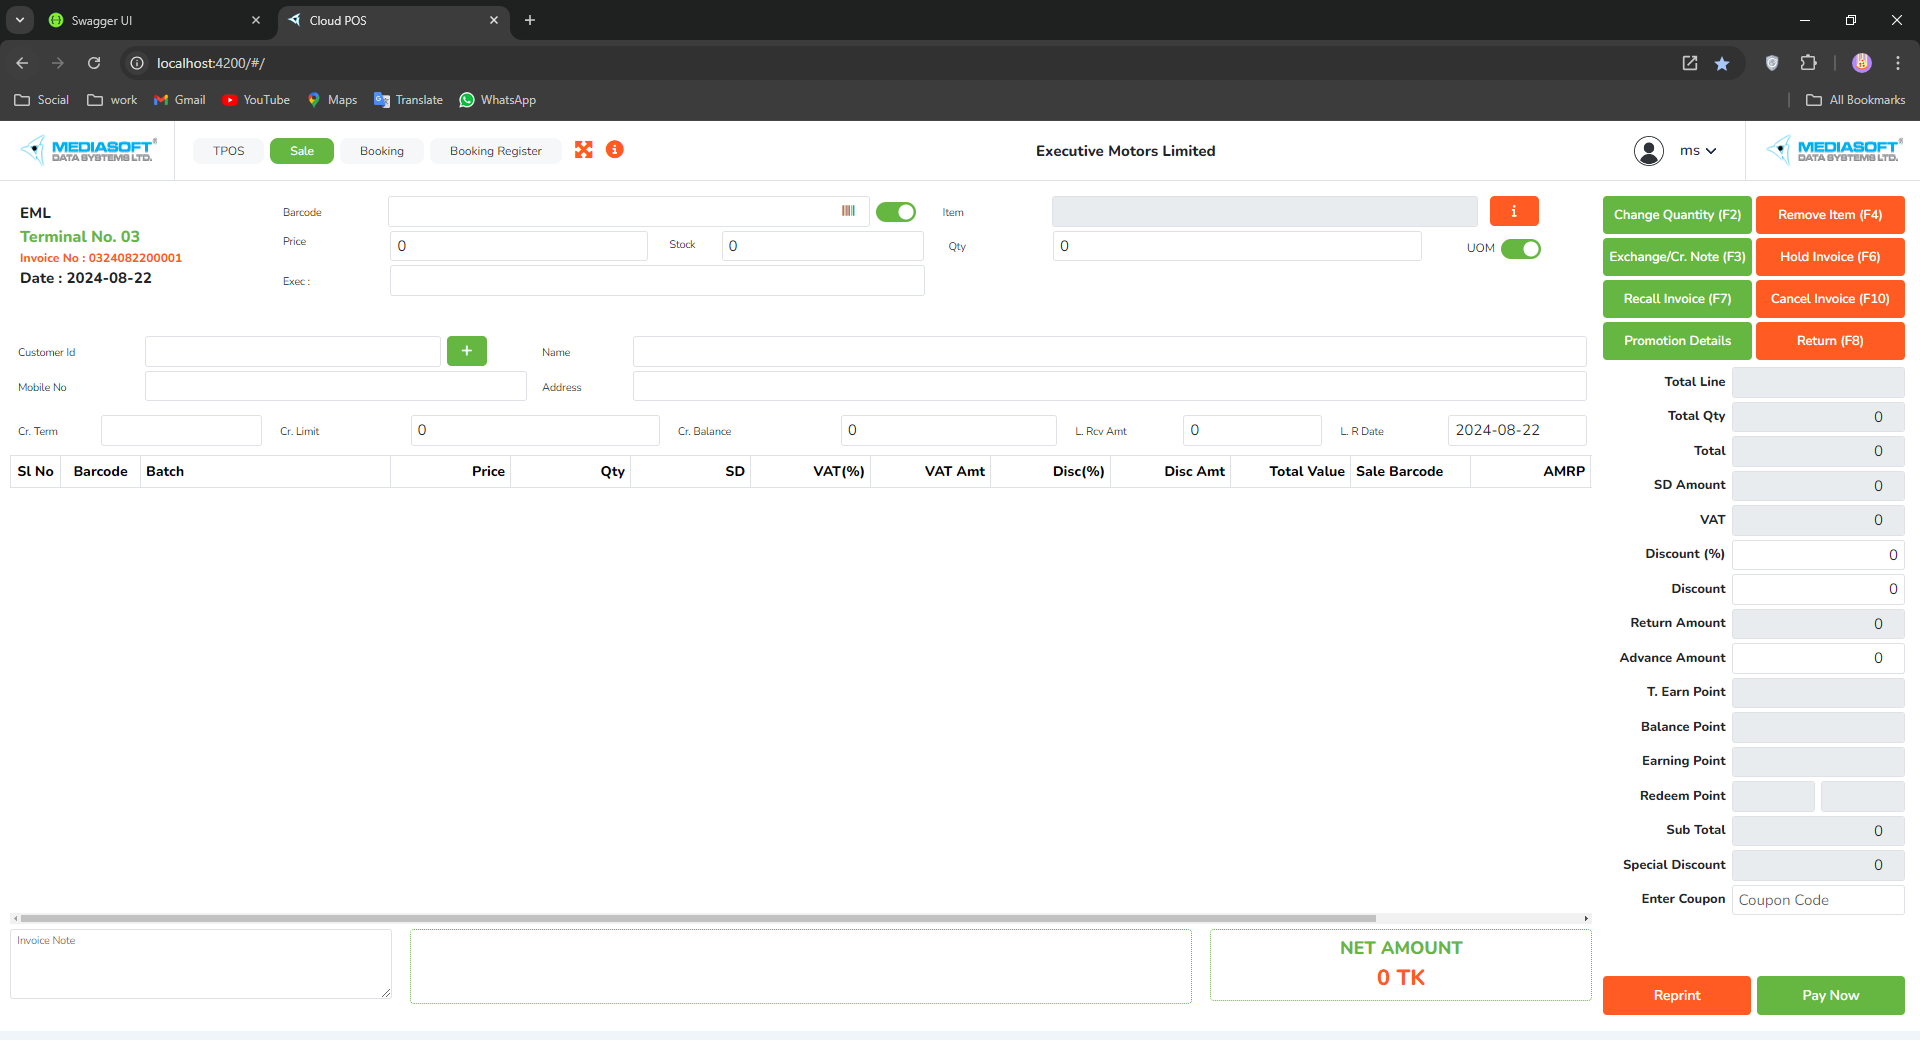 Swagger UI
Cloud POS
localhost:4200/#/
Social
work
Gmail
YouTube
Maps
Translate
WhatsApp
All Bookmarks
MEDIASOFT®
DATA SYSTEMS LTD.
TPOS
Sale
Booking
Booking Register
Executive Motors Limited
ms
MEDIASOFT®
DATA SYSTEMS LTD.
EML
Terminal No. 03
Invoice No : 0324082200001
Date : 2024-08-22
Barcode
Item
Price 0
Stock 0
Qty 0
UOM
Exec :
Customer Id
+
Name
Mobile No
Address
Cr. Term
Cr. Limit 0
Cr. Balance 0
L. Rcv Amt 0
L. R Date 2024-08-22
Sl No Barcode Batch Price Qty SD VAT(%) VAT Amt Disc(%) Disc Amt Total Value Sale Barcode AMRP
Invoice Note
NET AMOUNT
0 TK
Change Quantity (F2)
Remove Item (F4)
Exchange/Cr. Note (F3)
Hold Invoice (F6)
Recall Invoice (F7)
Cancel Invoice (F10)
Promotion Details
Return (F8)
Total Line
Total Qty 0
Total 0
SD Amount 0
VAT 0
Discount (%) 0
Discount 0
Return Amount 0
Advance Amount 0
T. Earn Point
Balance Point
Earning Point
Redeem Point
Sub Total 0
Special Discount 0
Enter Coupon Coupon Code
Reprint
Pay Now